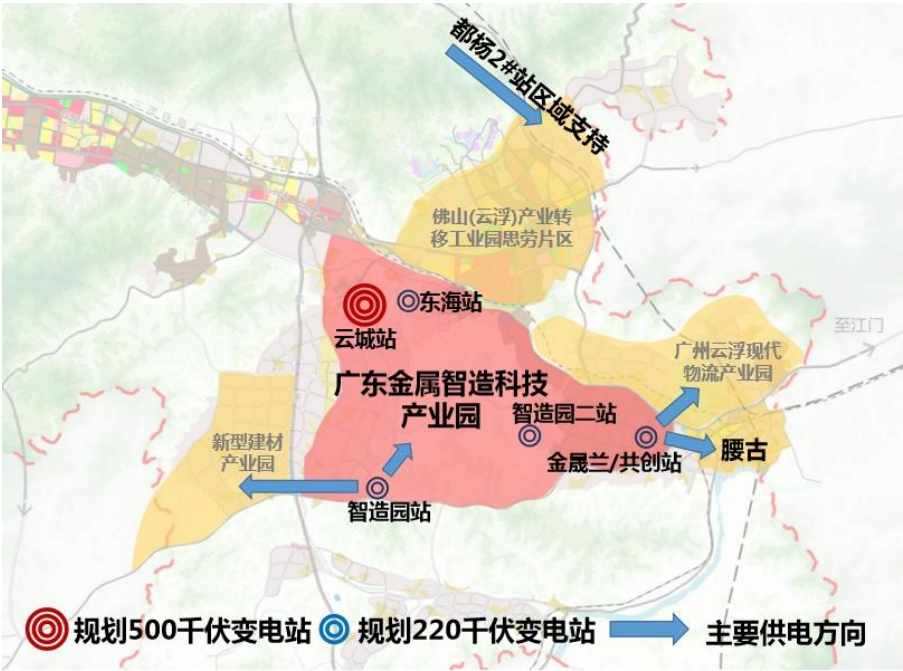 都杨2#站区域支持
佛山(云浮)产业转
移工业园思劳片区
东海站
云城站
至江门
广州云浮现代
物流产业园
广东金属智造科技
产业园
智造园二站
新型建材
产业园
金晟兰/共创站
腰古
智造园站
规划500千伏变电站
规划220千伏变电站
主要供电方向